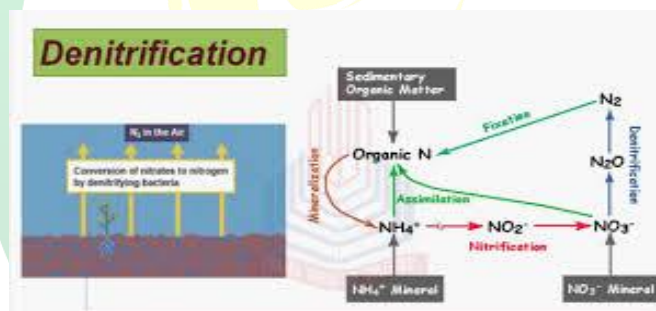 Denitrification
N₂ in the Air
Conversion of nitrates to nitrogen
by denitrifying bacteria
Sedimentary
Organic Matter
N₂
Fixation
Denitrification
Organic N
N₂O
Mineralization
Assimilation
NH₄⁺
NO₂⁻
NO₃⁻
Nitrification
NH₄⁺ Mineral
NO₃⁻ Mineral